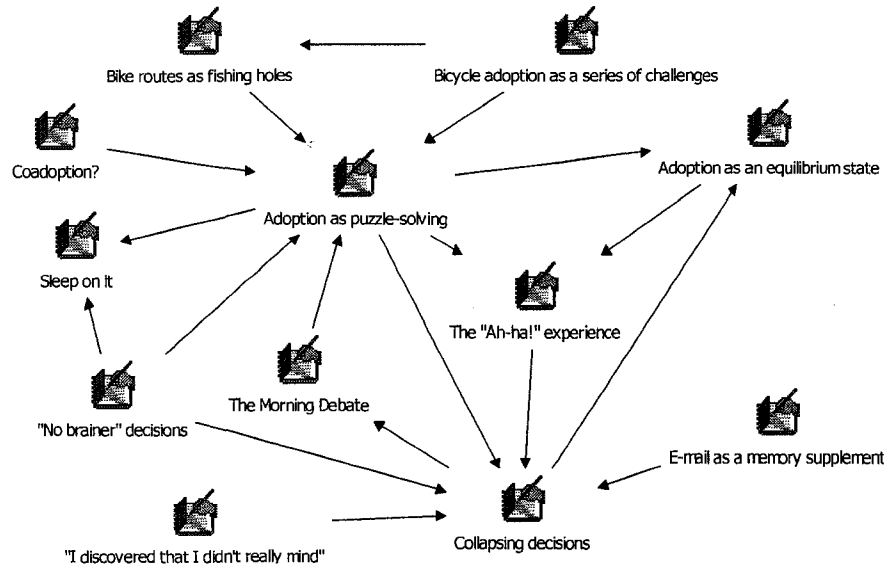 Bike routes as fishing holes
Bicycle adoption as a series of challenges
Coadoption?
Adoption as an equilibrium state
Adoption as puzzle-solving
Sleep on it
The "Ah-ha!" experience
The Morning Debate
"No brainer" decisions
E-mail as a memory supplement
Collapsing decisions
"I discovered that I didn't really mind"